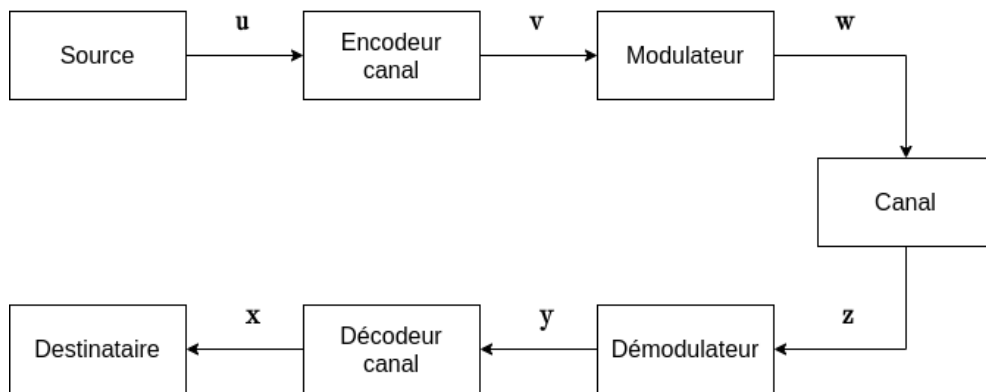 u
v
w
Source
Encodeur
canal
Modulateur
Canal
x
y
z
Destinataire
Décodeur
canal
Démodulateur